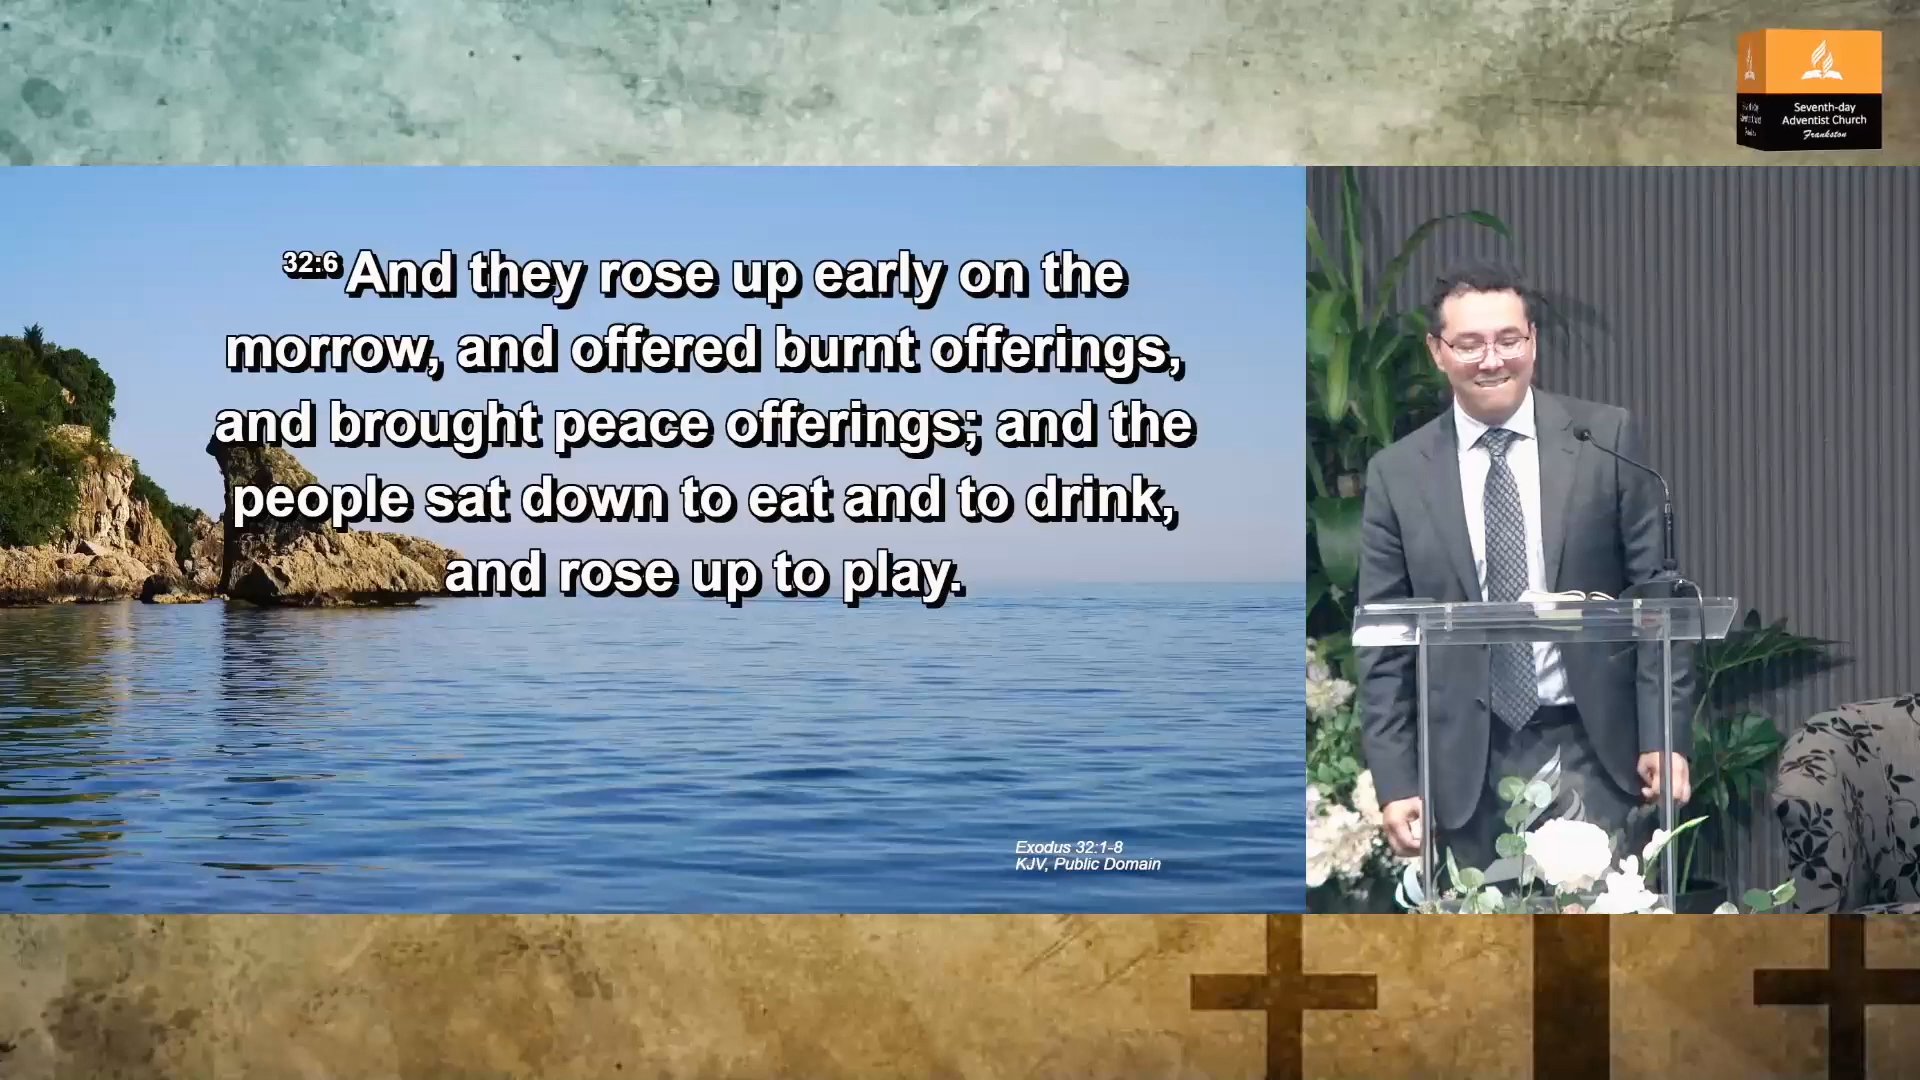 Seventh-day
Adventist Church
Frankston
32:6 And they rose up early on the
morrow, and offered burnt offerings,
and brought peace offerings; and the
people sat down to eat and to drink,
and rose up to play.
Exodus 32:1-8
KJV, Public Domain